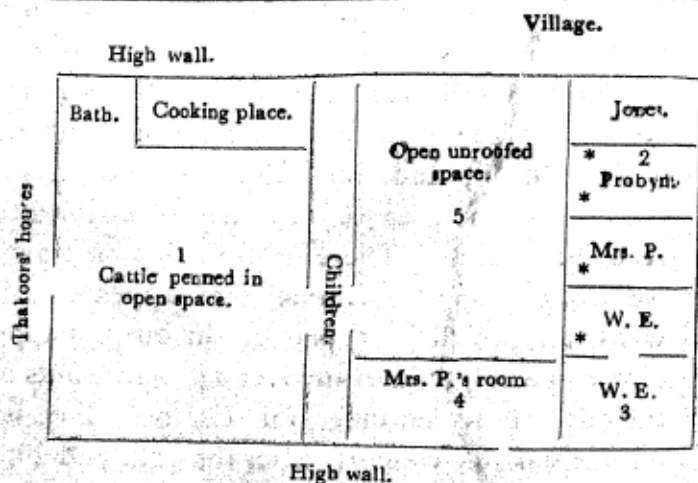 Village.
High wall.
Bath.
Cooking place.
Jones.
Open unroofed
space.
5
* 2
Probyn.
*
Thakoors' houses
1
Cattle penned in
open space.
Children.
Mrs. P.
*
W. E.
*
Mrs. P.'s room
4
W. E.
3
High wall.